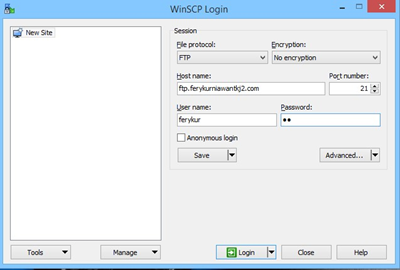 WinSCP Login
New Site
Session
File protocol:
Encryption:
FTP
No encryption
Host name:
Port number:
ftp.ferykurniawantkj2.com
21
User name:
Password:
ferykur
••
Anonymous login
Save
Advanced...
Tools
Manage
Login
Close
Help